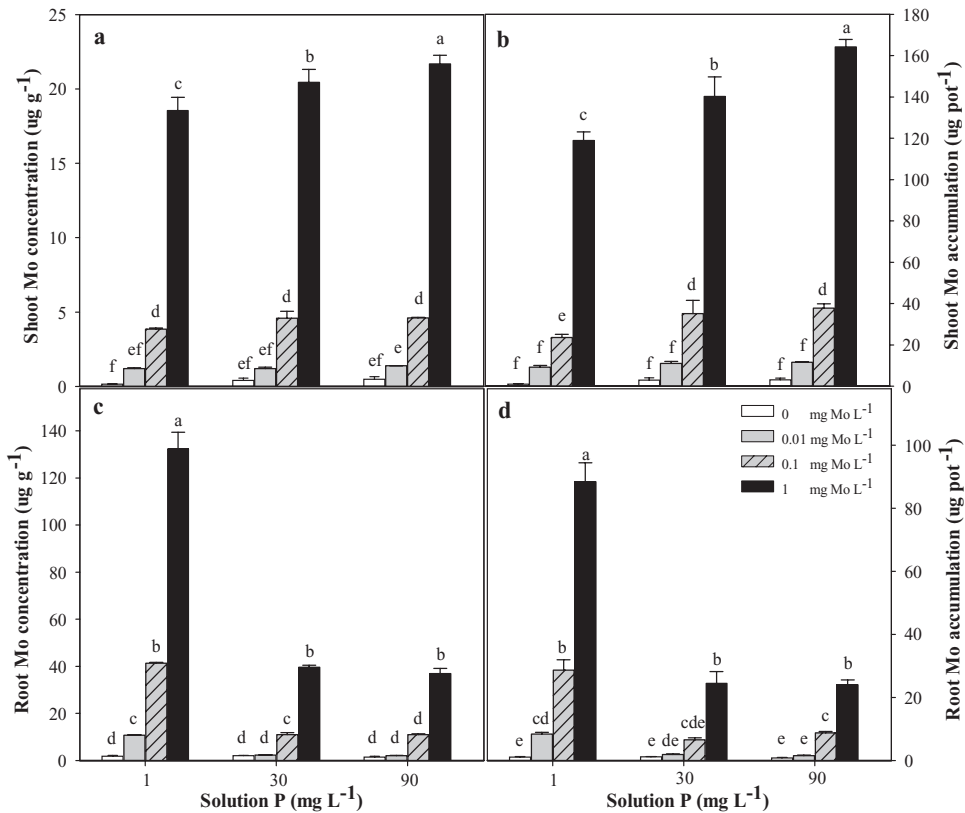 a
Shoot Mo concentration (ug g-1)
25
20
15
10
5
0
f ef d c
ef ef d b
ef e d a
b
Shoot Mo accumulation (ug pot-1)
180
160
140
120
100
80
60
40
20
0
f f e c
f f d b
f f d a
c
Root Mo concentration (ug g-1)
140
120
100
80
60
40
20
0
d c b a
d d c b
d d d b
1 30 90
Solution P (mg L-1)
d
0 mg Mo L-1
0.01 mg Mo L-1
0.1 mg Mo L-1
1 mg Mo L-1
Root Mo accumulation (ug pot-1)
100
80
60
40
20
0
e cd b a
e de cde b
e e c b
1 30 90
Solution P (mg L-1)